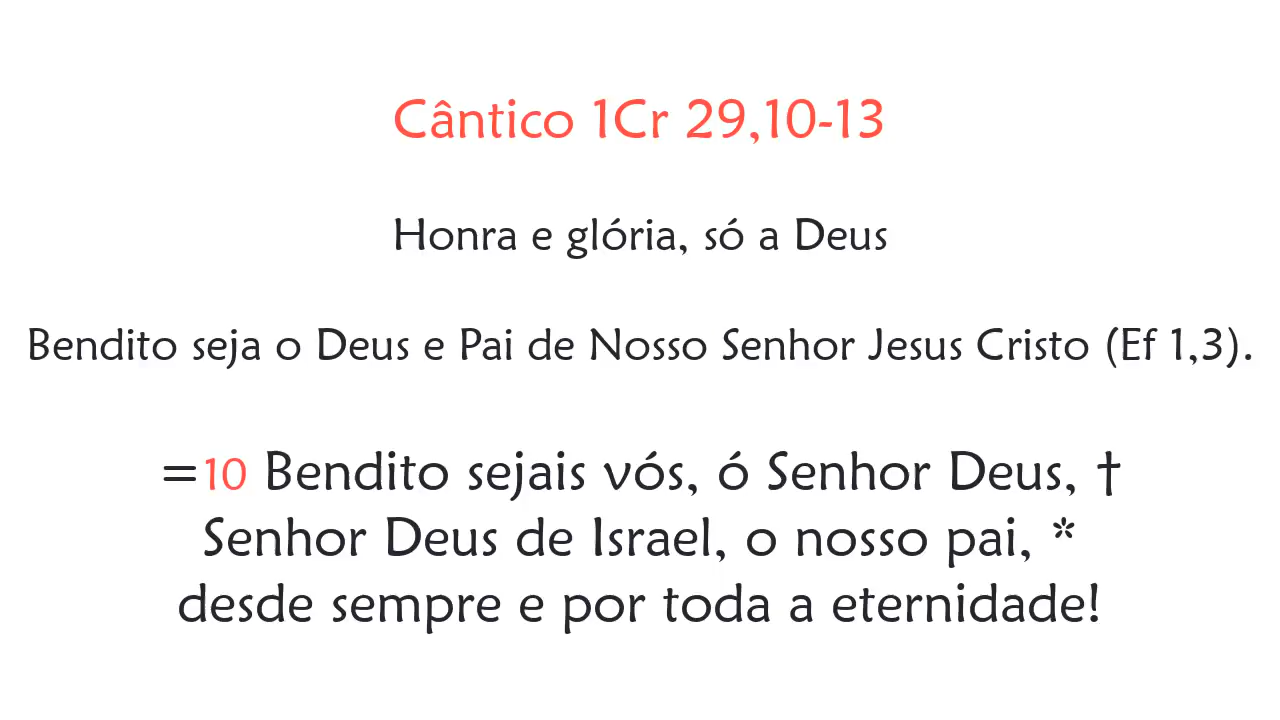 Cântico 1Cr 29,10-13
Honra e glória, só a Deus
Bendito seja o Deus e Pai de Nosso Senhor Jesus Cristo (Ef 1,3).
=10 Bendito sejais vós, ó Senhor Deus, †
Senhor Deus de Israel, o nosso pai, *
desde sempre e por toda a eternidade!